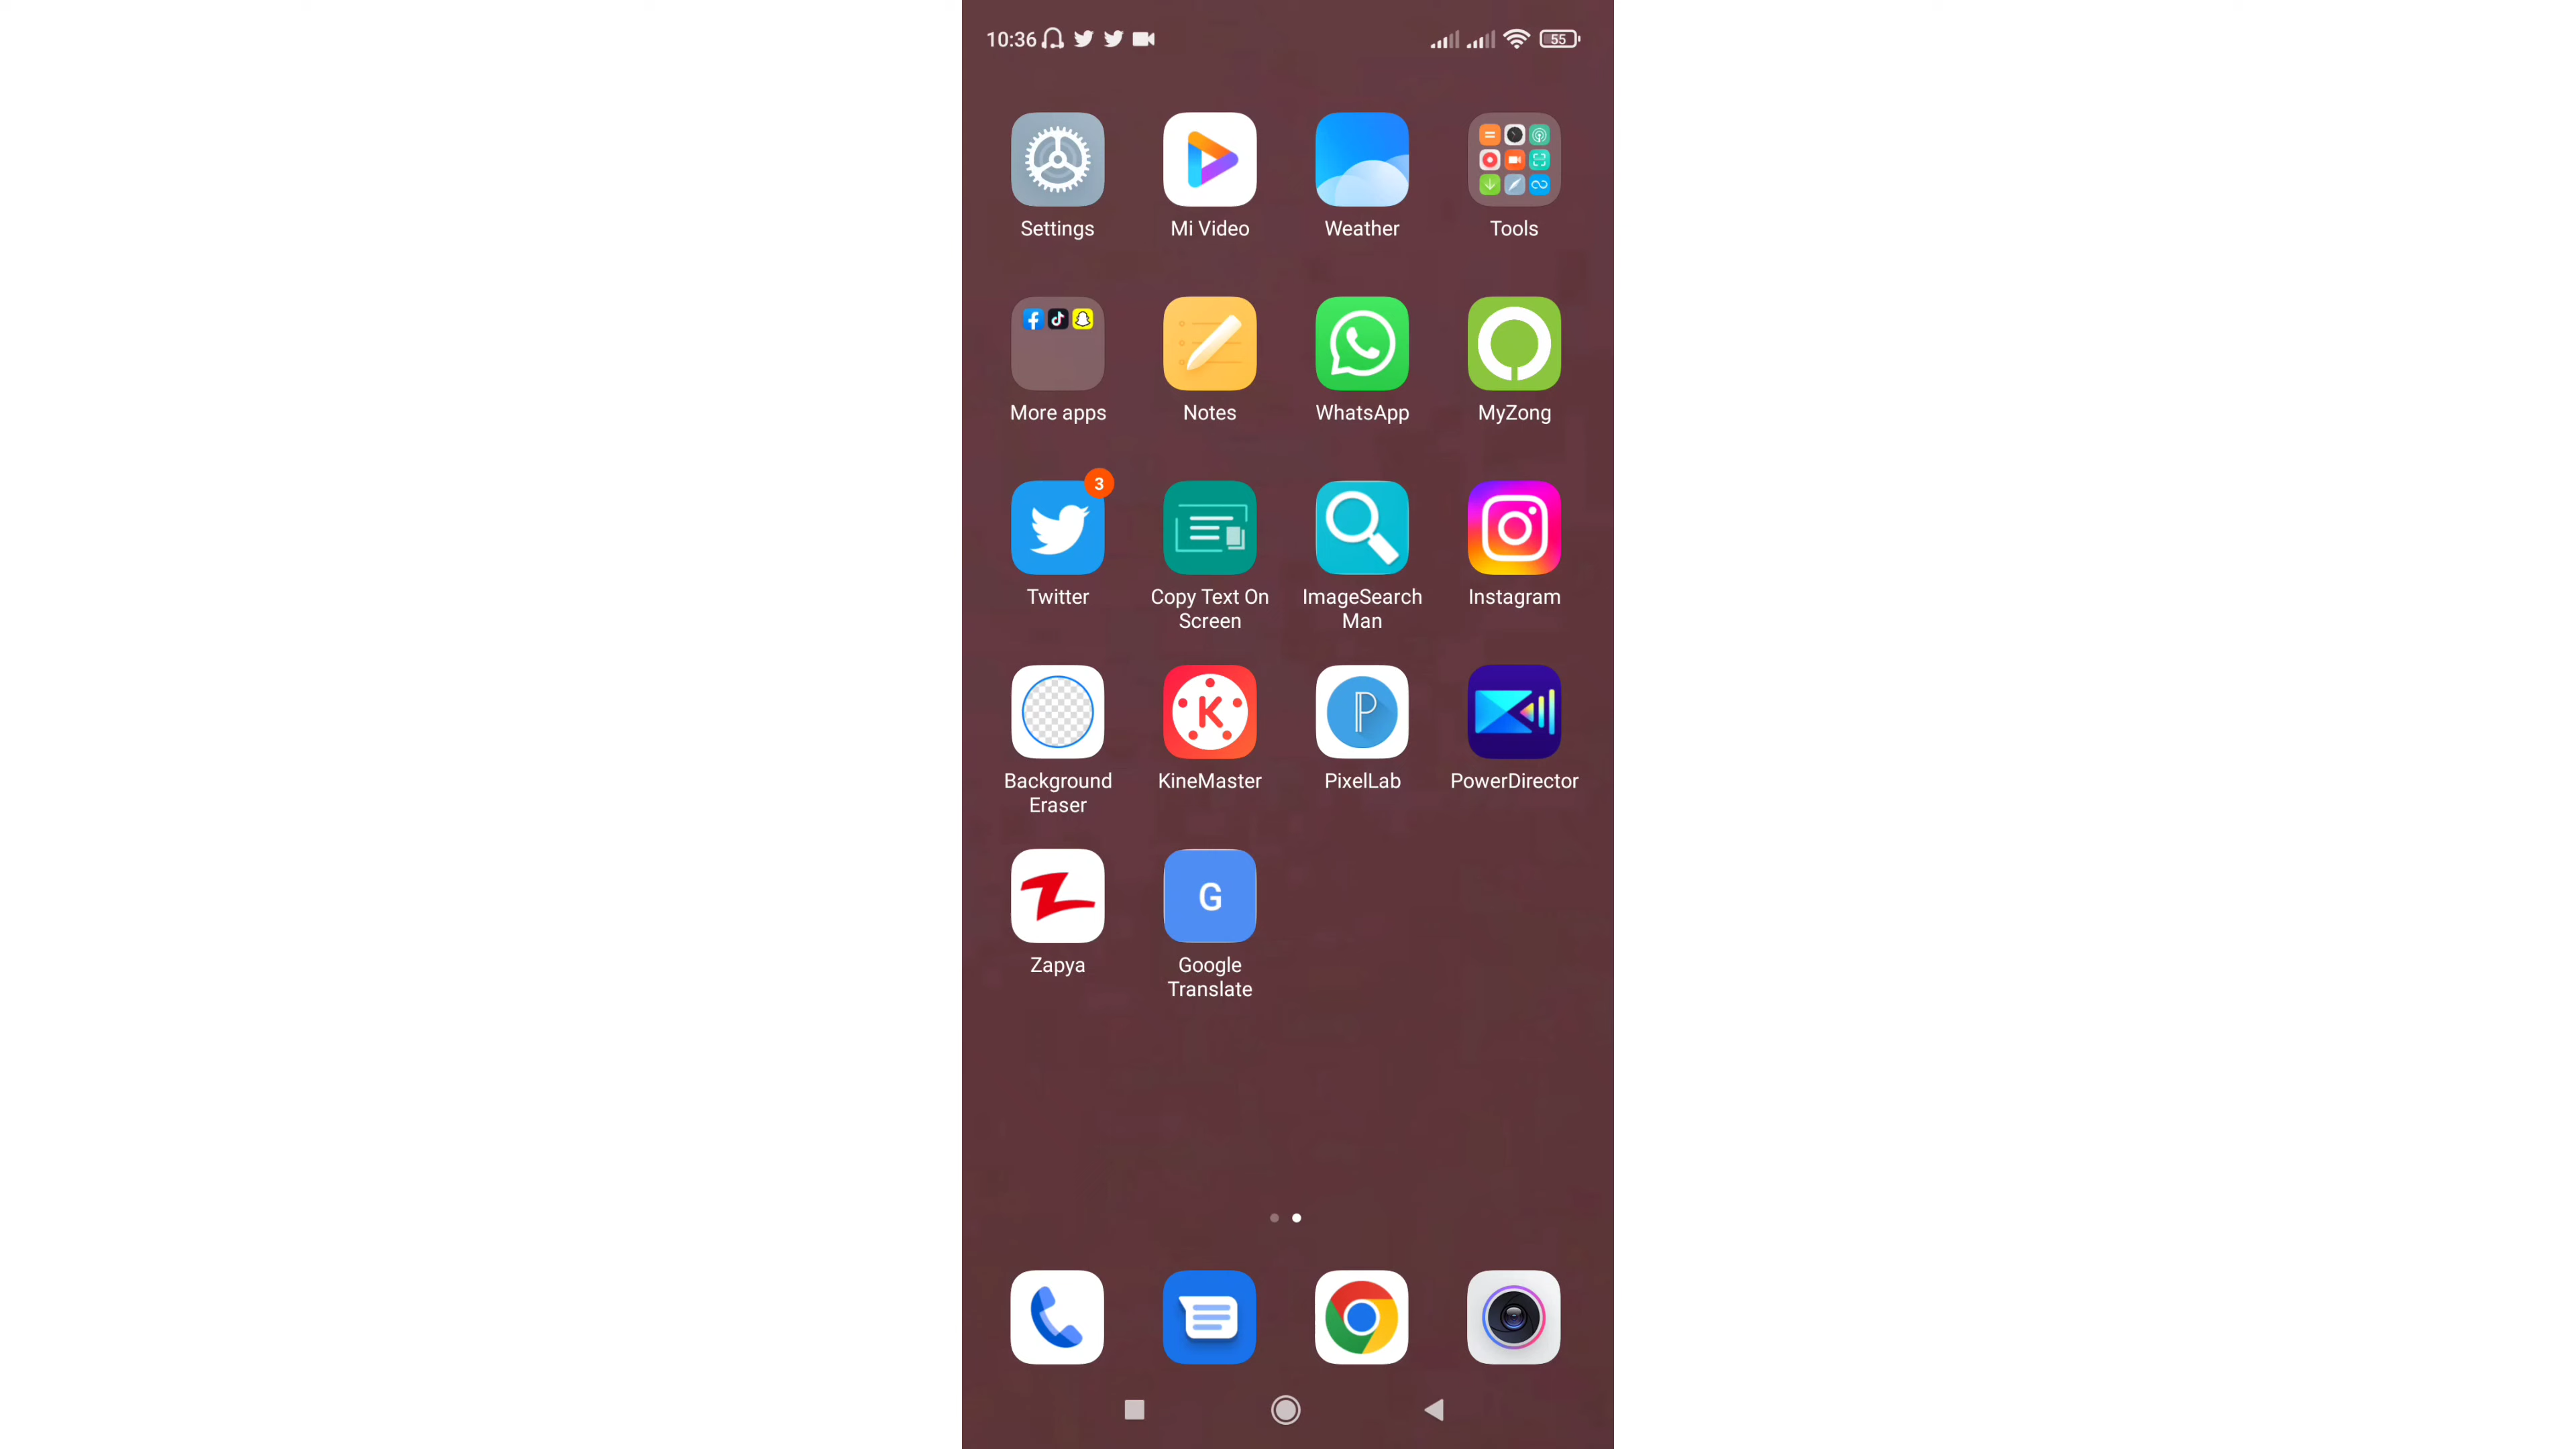 10:36
55
Settings
Mi Video
Weather
Tools
More apps
Notes
WhatsApp
MyZong
3
Twitter
Copy Text On
Screen
ImageSearch
Man
Instagram
K
P
Background
Eraser
KineMaster
PixelLab
PowerDirector
G
Zapya
Google
Translate